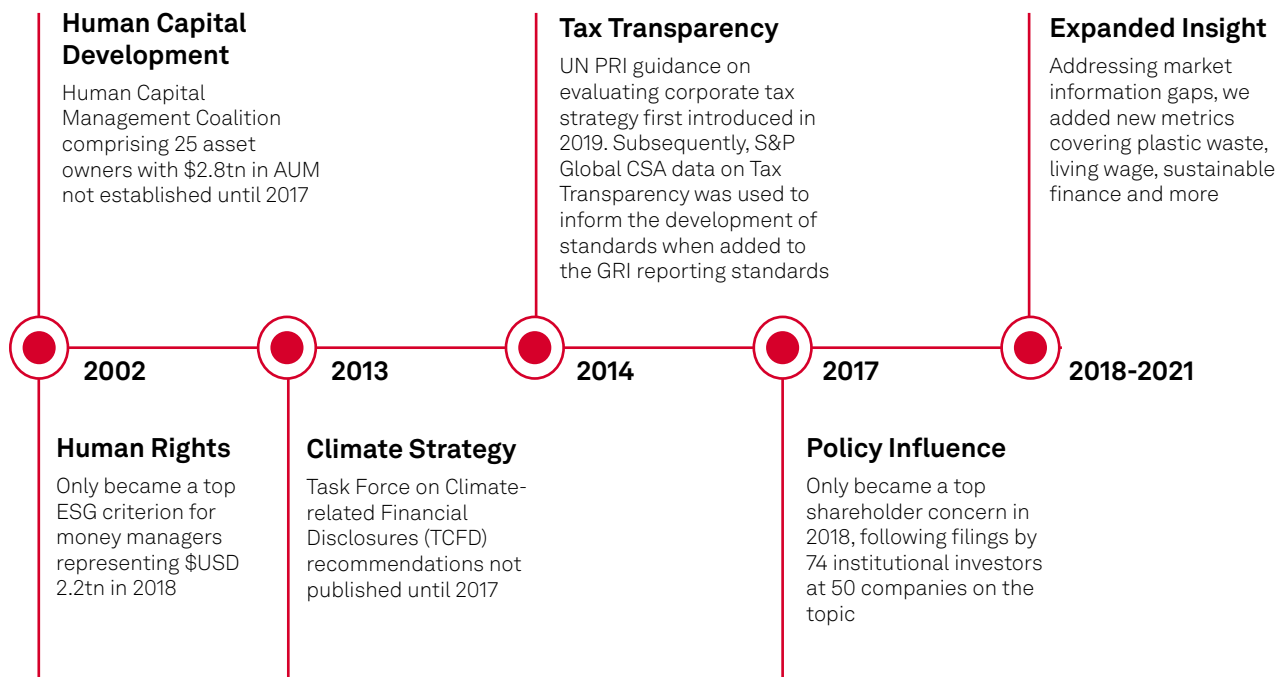 Human Capital
Development
Human Capital
Management Coalition
comprising 25 asset
owners with $2.8tn in AUM
not established until 2017
Tax Transparency
UN PRI guidance on
evaluating corporate tax
strategy first introduced in
2019. Subsequently, S&P
Global CSA data on Tax
Transparency was used to
inform the development of
standards when added to
the GRI reporting standards
Expanded Insight
Addressing market
information gaps, we
added new metrics
covering plastic waste,
living wage, sustainable
finance and more
2002
2013
2014
2017
2018-2021
Human Rights
Only became a top
ESG criterion for
money managers
representing $USD
2.2tn in 2018
Climate Strategy
Task Force on Climate-
related Financial
Disclosures (TCFD)
recommendations not
published until 2017
Policy Influence
Only became a top
shareholder concern in
2018, following filings by
74 institutional investors
at 50 companies on the
topic